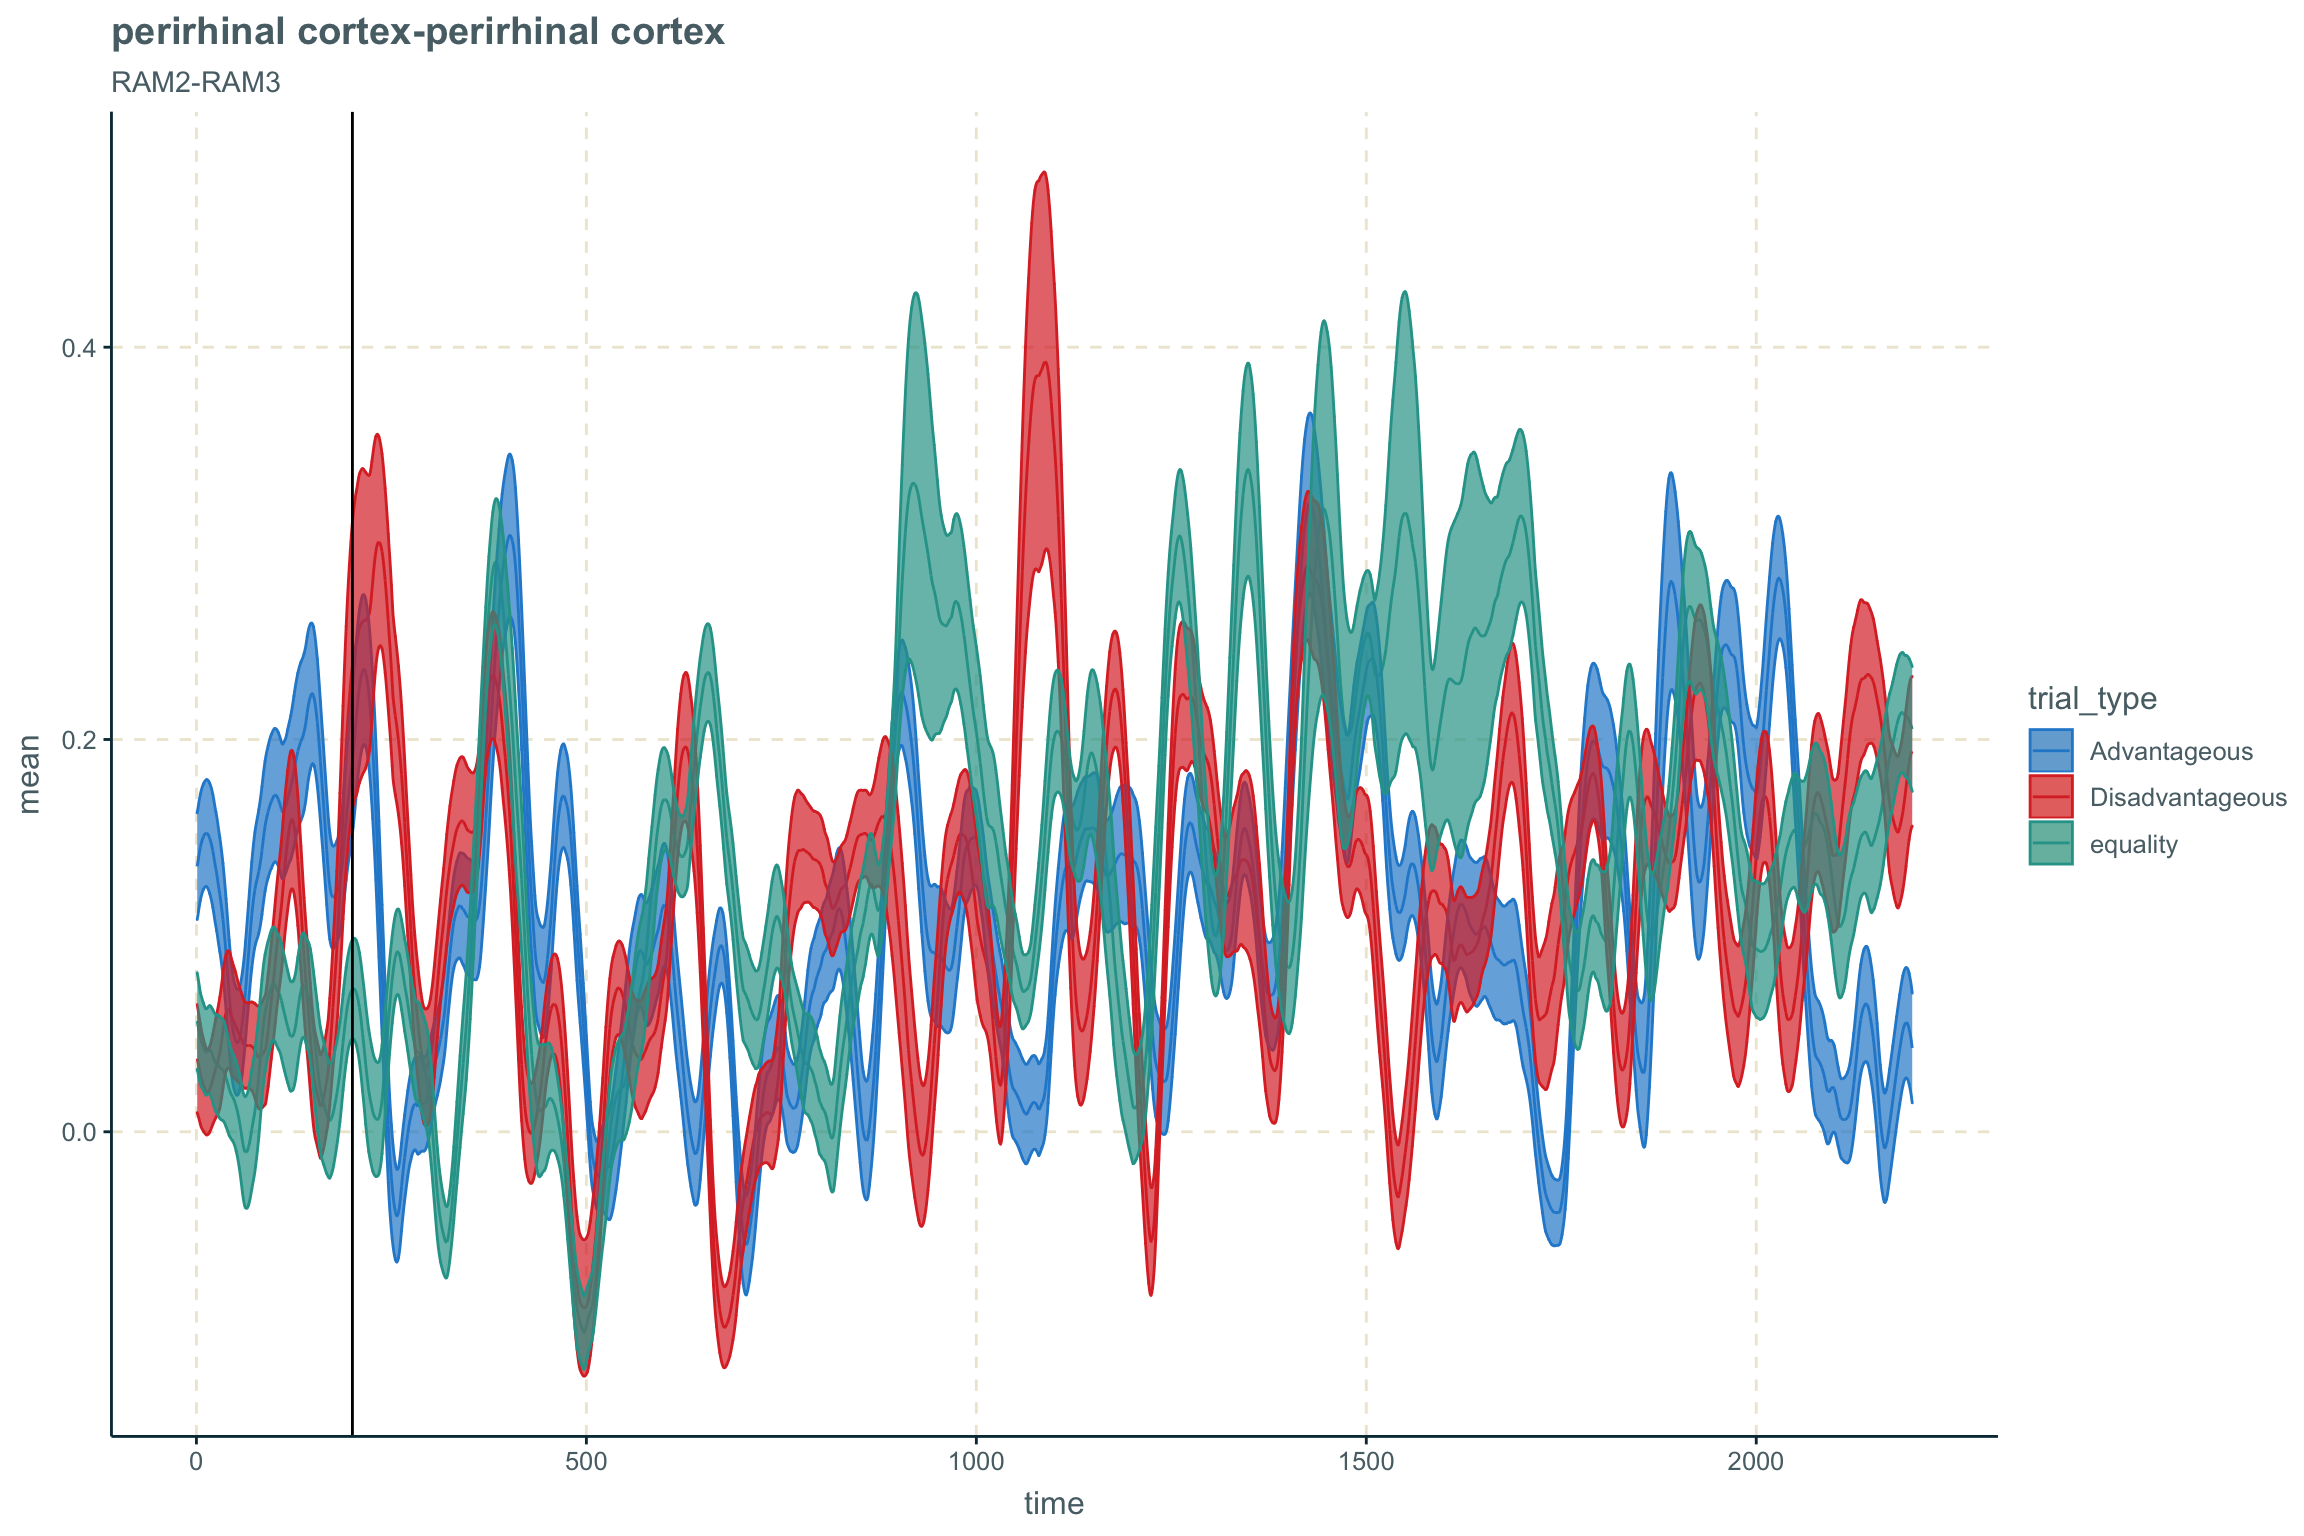 perirhinal cortex-perirhinal cortex
RAM2-RAM3
0.4
0.2
0.0
mean
0
500
1000
1500
2000
time
trial_type
Advantageous
Disadvantageous
equality